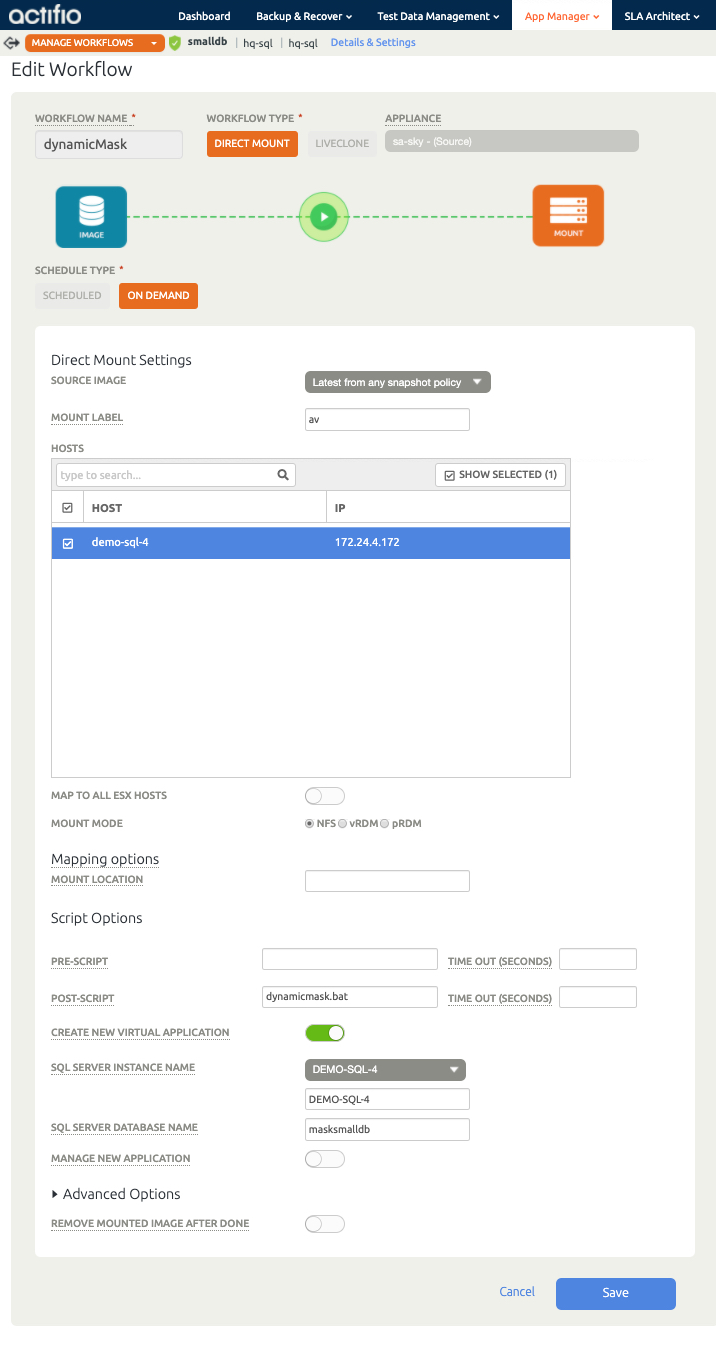 actifio Dashboard Backup & Recover Test Data Management App Manager SLA Architect
MANAGE WORKFLOWS smalldb | hq-sql | hq-sql Details & Settings
Edit Workflow
WORKFLOW NAME * WORKFLOW TYPE * APPLIANCE
dynamicMask DIRECT MOUNT LIVECLONE sa-sky - (Source)
IMAGE MOUNT
SCHEDULE TYPE *
SCHEDULED ON DEMAND
Direct Mount Settings
SOURCE IMAGE Latest from any snapshot policy
MOUNT LABEL av
HOSTS
type to search... SHOW SELECTED (1)
HOST IP
demo-sql-4 172.24.4.172
MAP TO ALL ESX HOSTS
MOUNT MODE NFS vRDM pRDM
Mapping options
MOUNT LOCATION
Script Options
PRE-SCRIPT TIME OUT (SECONDS)
POST-SCRIPT dynamicmask.bat TIME OUT (SECONDS)
CREATE NEW VIRTUAL APPLICATION
SQL SERVER INSTANCE NAME DEMO-SQL-4
DEMO-SQL-4
SQL SERVER DATABASE NAME masksmalldb
MANAGE NEW APPLICATION
Advanced Options
REMOVE MOUNTED IMAGE AFTER DONE
Cancel Save